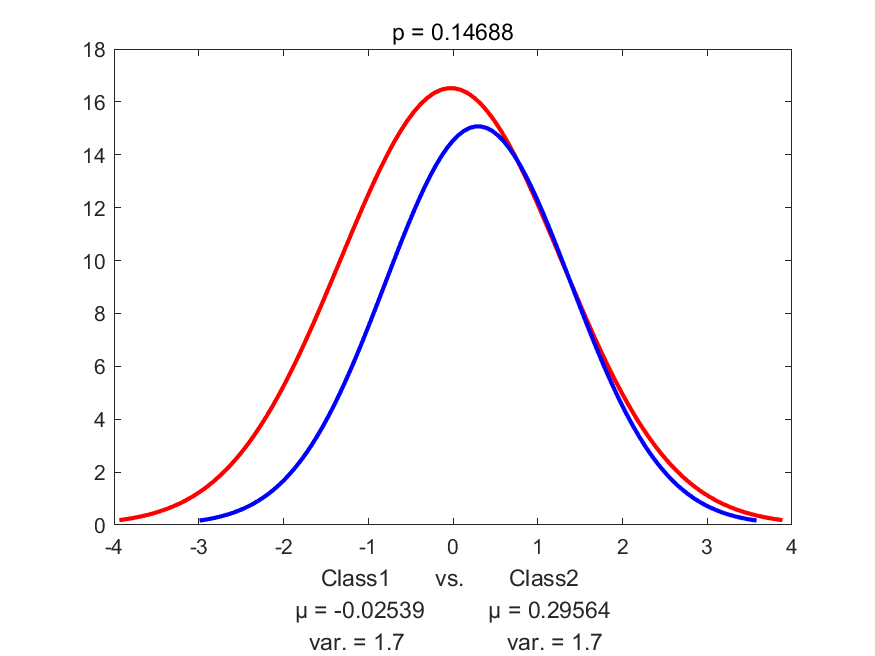 p = 0.14688
18
16
14
12
10
8
6
4
2
0
-4 -3 -2 -1 0 1 2 3 4
Class1 vs. Class2
μ = -0.02539 μ = 0.29564
var. = 1.7 var. = 1.7